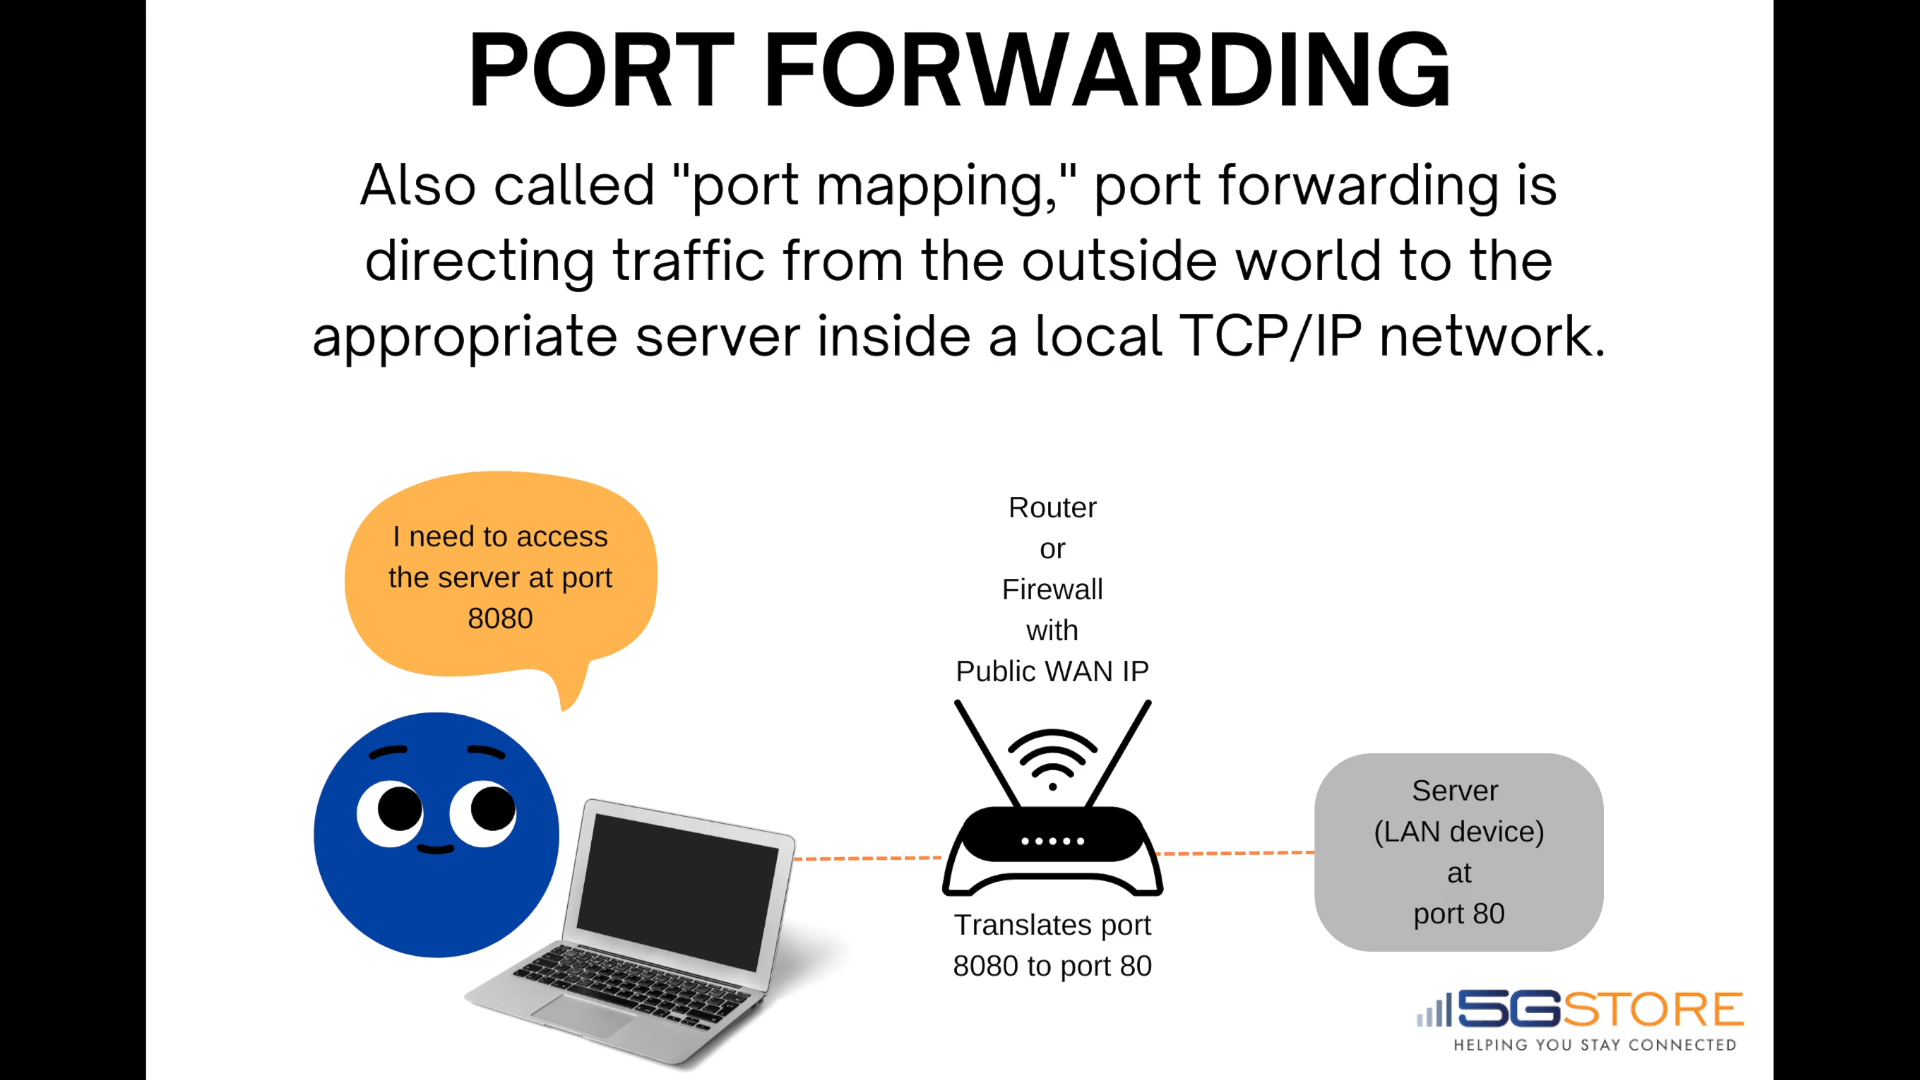 PORT FORWARDING
Also called "port mapping," port forwarding is
directing traffic from the outside world to the
appropriate server inside a local TCP/IP network.
I need to access
the server at port
8080
Router
or
Firewall
with
Public WAN IP
Translates port
8080 to port 80
Server
(LAN device)
at
port 80
5GSTORE
HELPING YOU STAY CONNECTED